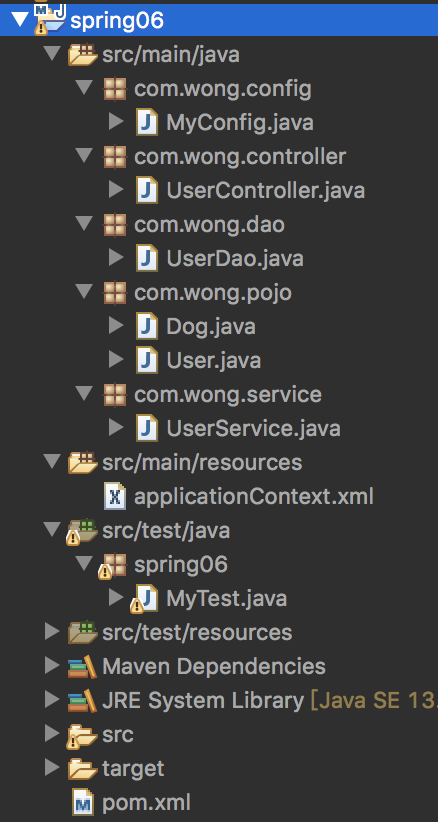 spring06
src/main/java
com.wong.config
MyConfig.java
com.wong.controller
UserController.java
com.wong.dao
UserDao.java
com.wong.pojo
Dog.java
User.java
com.wong.service
UserService.java
src/main/resources
applicationContext.xml
src/test/java
spring06
MyTest.java
src/test/resources
Maven Dependencies
JRE System Library [Java SE 13.
src
target
pom.xml